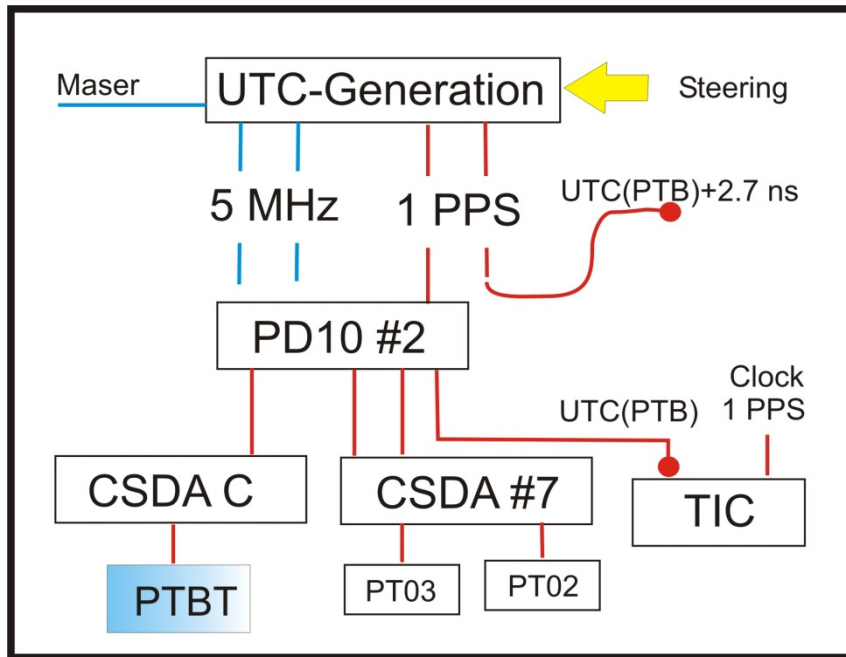 Maser
UTC-Generation
Steering
5 MHz
1 PPS
UTC(PTB)+2.7 ns
PD10 #2
UTC(PTB)
Clock
1 PPS
CSDA C
CSDA #7
TIC
PTBT
PT03
PT02